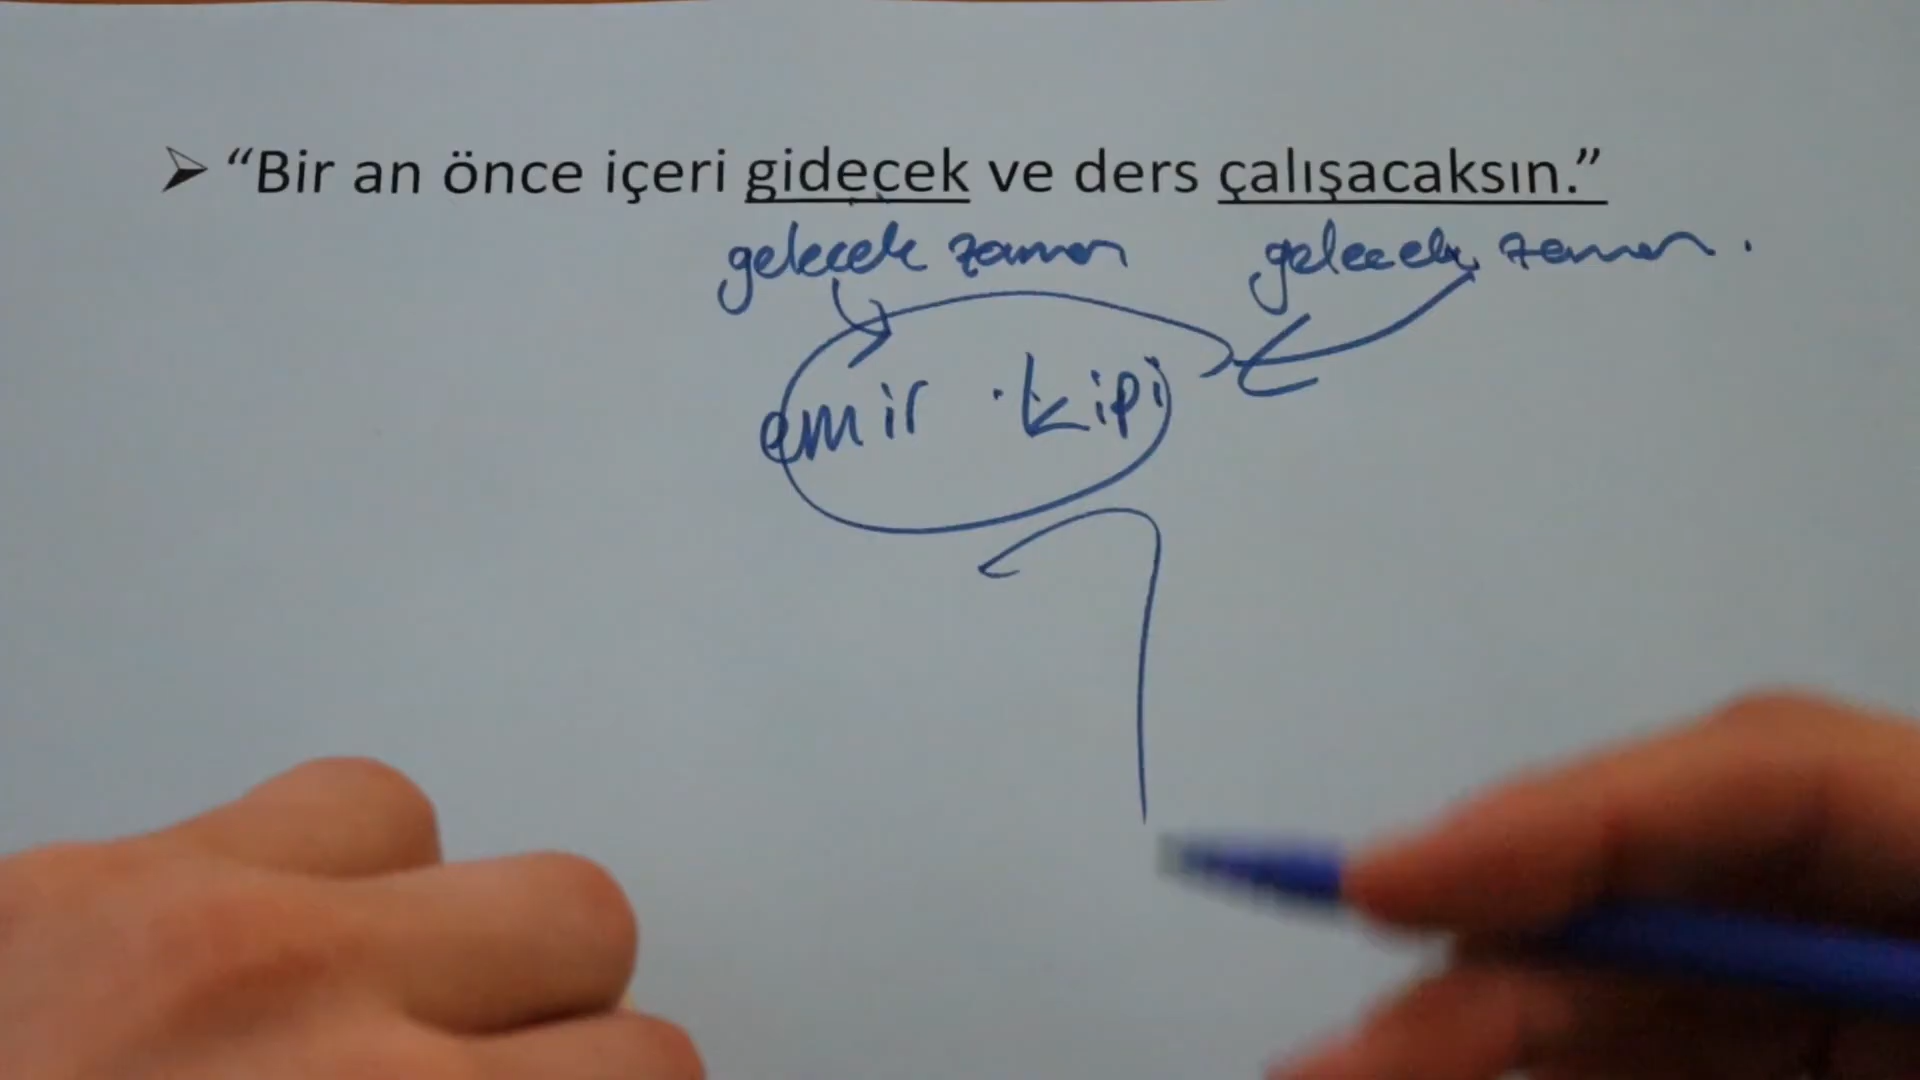 ➢ “Bir an önce içeri gidecek ve ders çalışacaksın.”
gelecek zaman gelecek zaman.
emir kipi